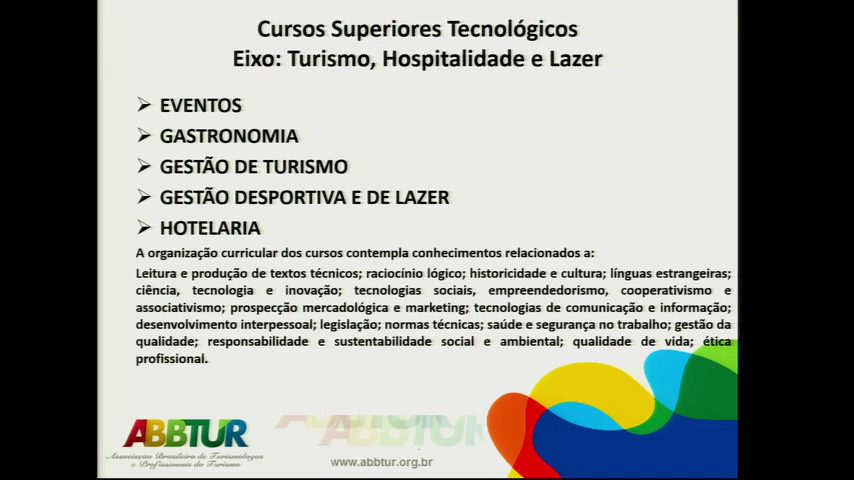 Cursos Superiores Tecnológicos
Eixo: Turismo, Hospitalidade e Lazer
EVENTOS
GASTRONOMIA
GESTÃO DE TURISMO
GESTÃO DESPORTIVA E DE LAZER
HOTELARIA
A organização curricular dos cursos contempla conhecimentos relacionados a:
Leitura e produção de textos técnicos; raciocínio lógico; historicidade e cultura; línguas estrangeiras;
ciência, tecnologia e inovação; tecnologias sociais, empreendedorismo, cooperativismo e
associativismo; prospecção mercadológica e marketing; tecnologias de comunicação e informação;
desenvolvimento interpessoal; legislação; normas técnicas; saúde e segurança no trabalho; gestão da
qualidade; responsabilidade e sustentabilidade social e ambiental; qualidade de vida; ética
profissional.
ABBTUR
Associação Brasileira de Turismólogos
e Profissionais do Turismo
www.abbtur.org.br